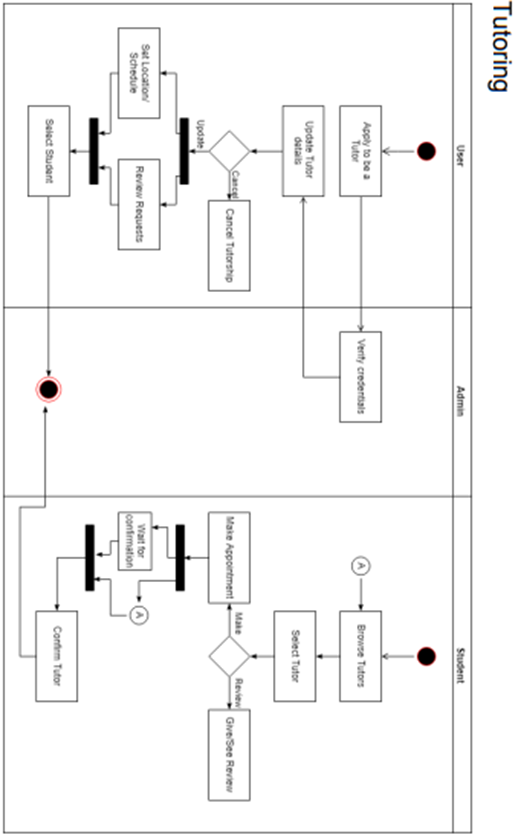 Tutoring
User
Admin
Student
Apply to be a
Tutor
Verify credentials
A
Browse Tutors
Update Tutor
details
Select Tutor
Cancel
Cancel Tutorship
Update
Make
Review
Make Appointment
Give/See Review
Set Location/
Schedule
Review Requests
Wait for
confirmation
A
Select Student
Confirm Tutor